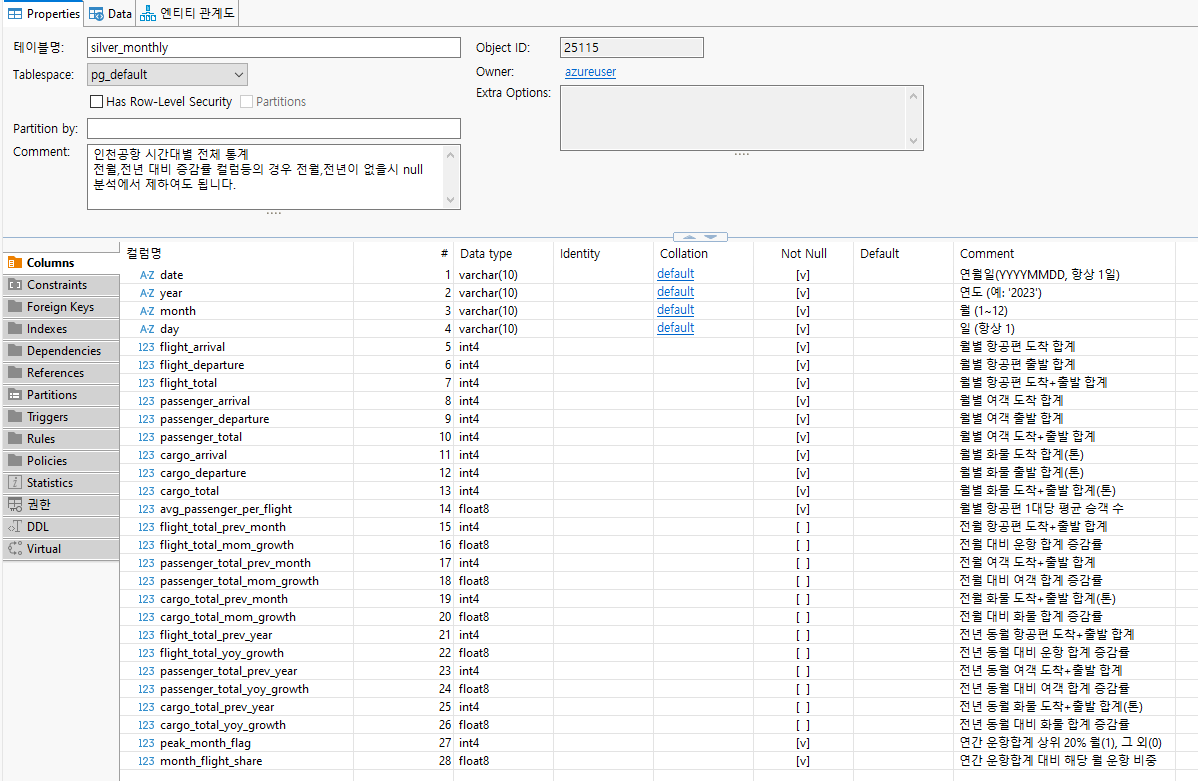 Properties Data 엔티티 관계도
테이블명: silver_monthly Object ID: 25115
Tablespace: pg_default Owner: azureuser
Has Row-Level Security Partitions Extra Options:
Partition by:
Comment: 인천공항 시간대별 전체 통계
전월,전년 대비 증감률 컬럼등의 경우 전월,전년이 없을시 null
분석에서 제하여도 됩니다.
Columns
Constraints
Foreign Keys
Indexes
Dependencies
References
Partitions
Triggers
Rules
Policies
Statistics
권한
DDL
Virtual
컬럼명 # Data type Identity Collation Not Null Default Comment
A-Z date 1 varchar(10) default [v] 연월일(YYYYMMDD, 항상 1일)
A-Z year 2 varchar(10) default [v] 연도 (예: '2023')
A-Z month 3 varchar(10) default [v] 월 (1~12)
A-Z day 4 varchar(10) default [v] 일 (항상 1)
123 flight_arrival 5 int4 [v] 월별 항공편 도착 합계
123 flight_departure 6 int4 [v] 월별 항공편 출발 합계
123 flight_total 7 int4 [v] 월별 항공편 도착+출발 합계
123 passenger_arrival 8 int4 [v] 월별 여객 도착 합계
123 passenger_departure 9 int4 [v] 월별 여객 출발 합계
123 passenger_total 10 int4 [v] 월별 여객 도착+출발 합계
123 cargo_arrival 11 int4 [v] 월별 화물 도착 합계(톤)
123 cargo_departure 12 int4 [v] 월별 화물 출발 합계(톤)
123 cargo_total 13 int4 [v] 월별 화물 도착+출발 합계(톤)
123 avg_passenger_per_flight 14 float8 [v] 월별 항공편 1대당 평균 승객 수
123 flight_total_prev_month 15 int4 [ ] 전월 항공편 도착+출발 합계
123 flight_total_mom_growth 16 float8 [ ] 전월 대비 운항 합계 증감률
123 passenger_total_prev_month 17 int4 [ ] 전월 여객 도착+출발 합계
123 passenger_total_mom_growth 18 float8 [ ] 전월 대비 여객 합계 증감률
123 cargo_total_prev_month 19 int4 [ ] 전월 화물 도착+출발 합계(톤)
123 cargo_total_mom_growth 20 float8 [ ] 전월 대비 화물 합계 증감률
123 flight_total_prev_year 21 int4 [ ] 전년 동월 항공편 도착+출발 합계
123 flight_total_yoy_growth 22 float8 [ ] 전년 동월 대비 운항 합계 증감률
123 passenger_total_prev_year 23 int4 [ ] 전년 동월 여객 도착+출발 합계
123 passenger_total_yoy_growth 24 float8 [ ] 전년 동월 대비 여객 합계 증감률
123 cargo_total_prev_year 25 int4 [ ] 전년 동월 화물 도착+출발 합계(톤)
123 cargo_total_yoy_growth 26 float8 [ ] 전년 동월 대비 화물 합계 증감률
123 peak_month_flag 27 int4 [v] 연간 운항합계 상위 20% 월(1), 그 외(0)
123 month_flight_share 28 float8 [v] 연간 운항합계 대비 해당 월 운항 비중